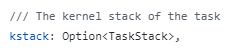 /// The kernel stack of the task
kstack: Option<TaskStack>,